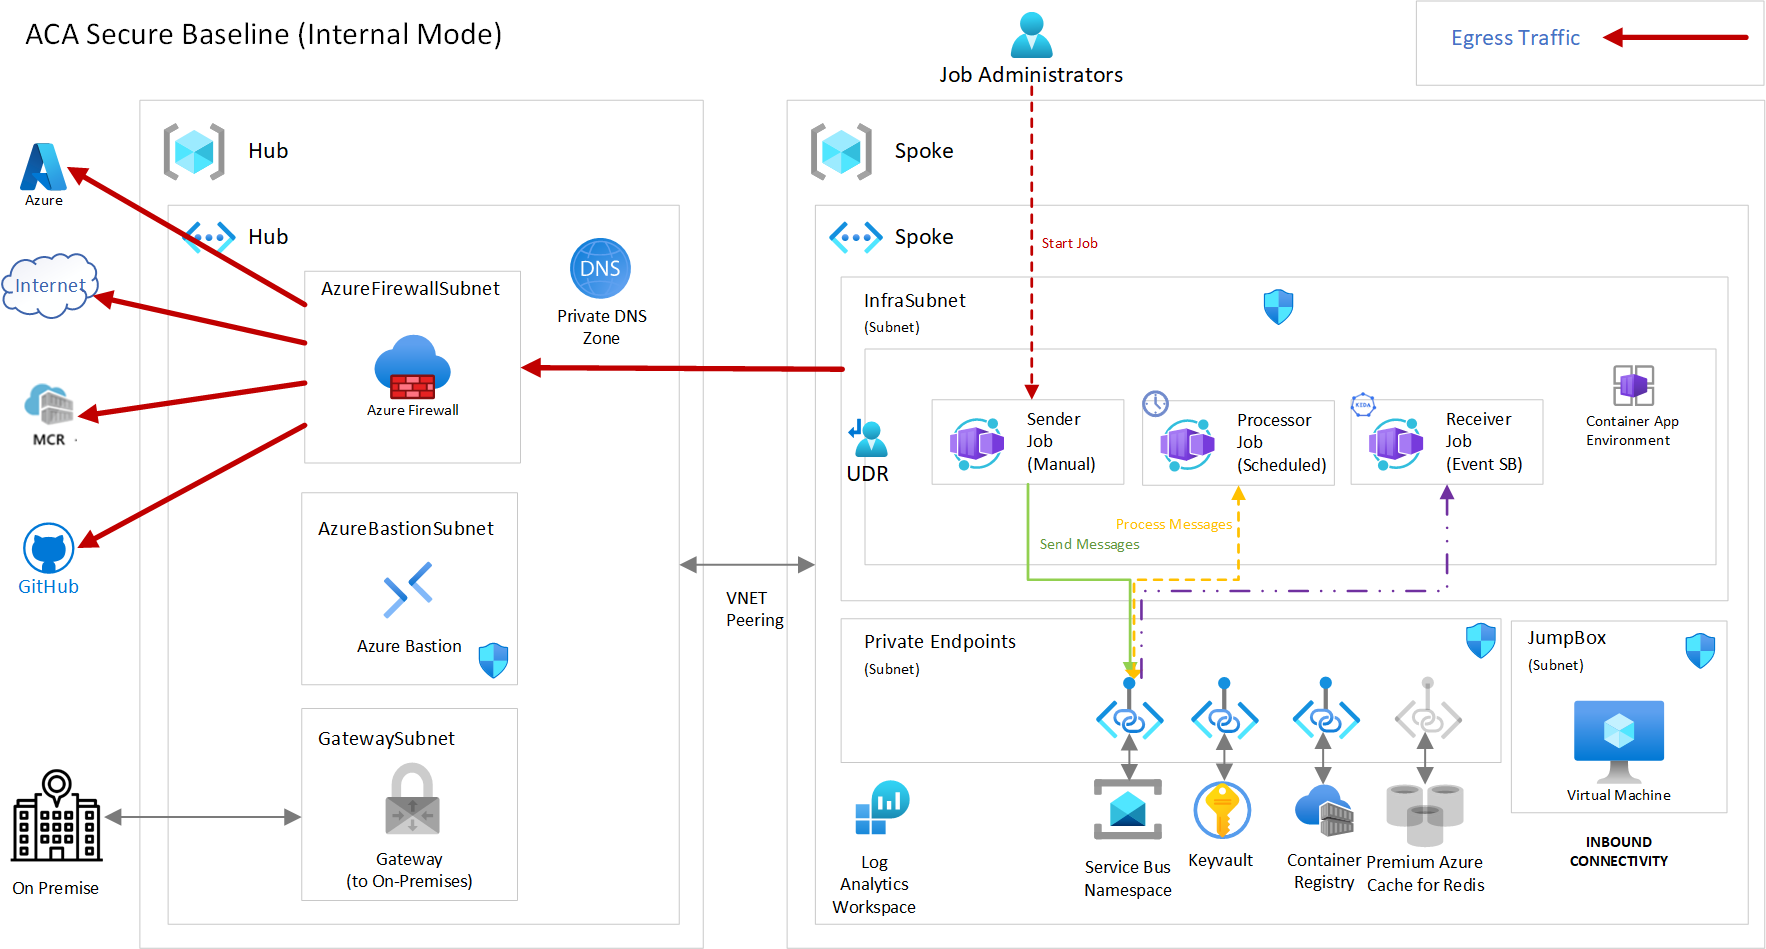 ACA Secure Baseline (Internal Mode)
Job Administrators
Egress Traffic
Hub
Spoke
Azure
Hub
DNS
Private DNS
Zone
Spoke
Start Job
Internet
AzureFirewallSubnet
Azure Firewall
InfraSubnet
(Subnet)
MCR
UDR
Sender
Job
(Manual)
Processor
Job
(Scheduled)
Receiver
Job
(Event SB)
Container App
Environment
GitHub
AzureBastionSubnet
Azure Bastion
Process Messages
Send Messages
VNET
Peering
Private Endpoints
(Subnet)
JumpBox
(Subnet)
Virtual Machine
GatewaySubnet
Gateway
(to On-Premises)
On Premise
Log
Analytics
Workspace
Service Bus
Namespace
Keyvault
Container
Registry
Premium Azure
Cache for Redis
INBOUND
CONNECTIVITY